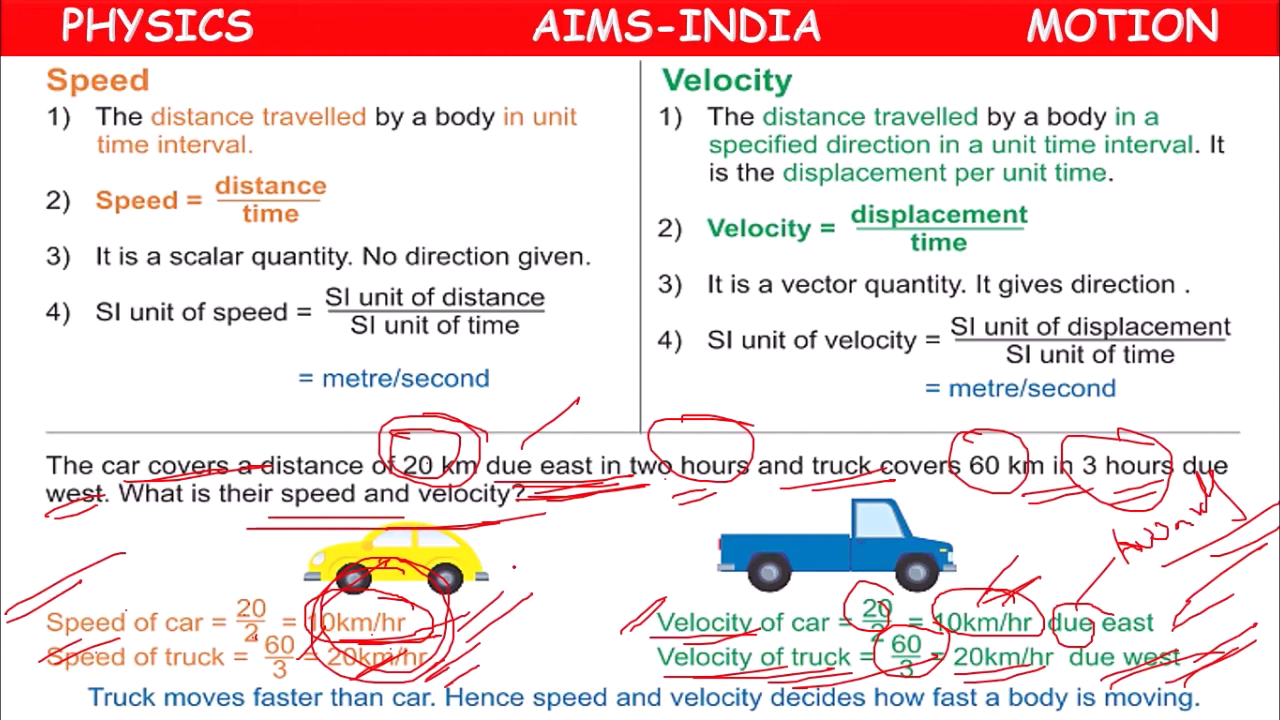 PHYSICS AIMS-INDIA MOTION
Speed
1) The distance travelled by a body in unit
time interval.
2) Speed = distance
time
3) It is a scalar quantity. No direction given.
4) SI unit of speed = SI unit of distance
SI unit of time
= metre/second
Velocity
1) The distance travelled by a body in a
specified direction in a unit time interval. It
is the displacement per unit time.
2) Velocity = displacement
time
3) It is a vector quantity. It gives direction .
4) SI unit of velocity = SI unit of displacement
SI unit of time
= metre/second
The car covers a distance of 20 km due east in two hours and truck covers 60 km in 3 hours due
west. What is their speed and velocity?
Speed of car = 20/2 = 10km/hr
Speed of truck = 60/3 = 20km/hr
Velocity of car = 20/2 = 10km/hr due east
Velocity of truck = 60/3 = 20km/hr due west
Truck moves faster than car. Hence speed and velocity decides how fast a body is moving.